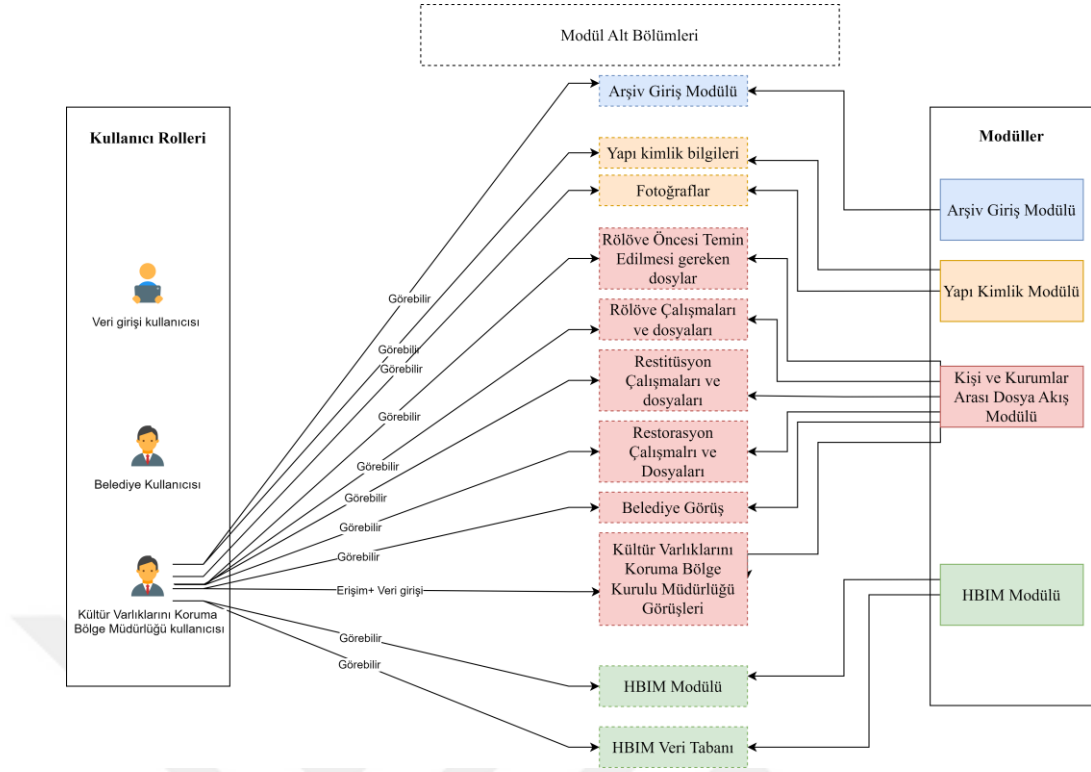 Modül Alt Bölümleri
Kullanıcı Rolleri
Veri girişi kullanıcısı
Belediye Kullanıcısı
Kültür Varlıklarını Koruma
Bölge Müdürlüğü kullanıcısı
Görebilir
Görebilir
Görebilir
Görebilir
Görebilir
Görebilir
Görebilir
Görebilir
Erişim+ Veri girişi
Görebilir
Görebilir
Arşiv Giriş Modülü
Yapı kimlik bilgileri
Fotoğraflar
Rölöve Öncesi Temin
Edilmesi gereken
dosylar
Rölöve Çalışmaları
ve dosyaları
Restitüsyon
Çalışmaları ve
dosyaları
Restorasyon
Çalışmalrı ve
Dosyaları
Belediye Görüş
Kültür Varlıklarını
Koruma Bölge
Kurulu Müdürlüğü
Görüşleri
HBIM Modülü
HBIM Veri Tabanı
Modüller
Arşiv Giriş Modülü
Yapı Kimlik Modülü
Kişi ve Kurumlar
Arası Dosya Akış
Modülü
HBIM Modülü